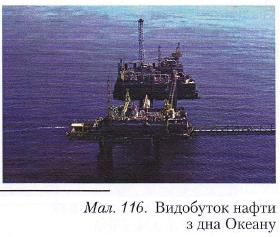 Мал. 116. Видобуток нафти
з дна Океану